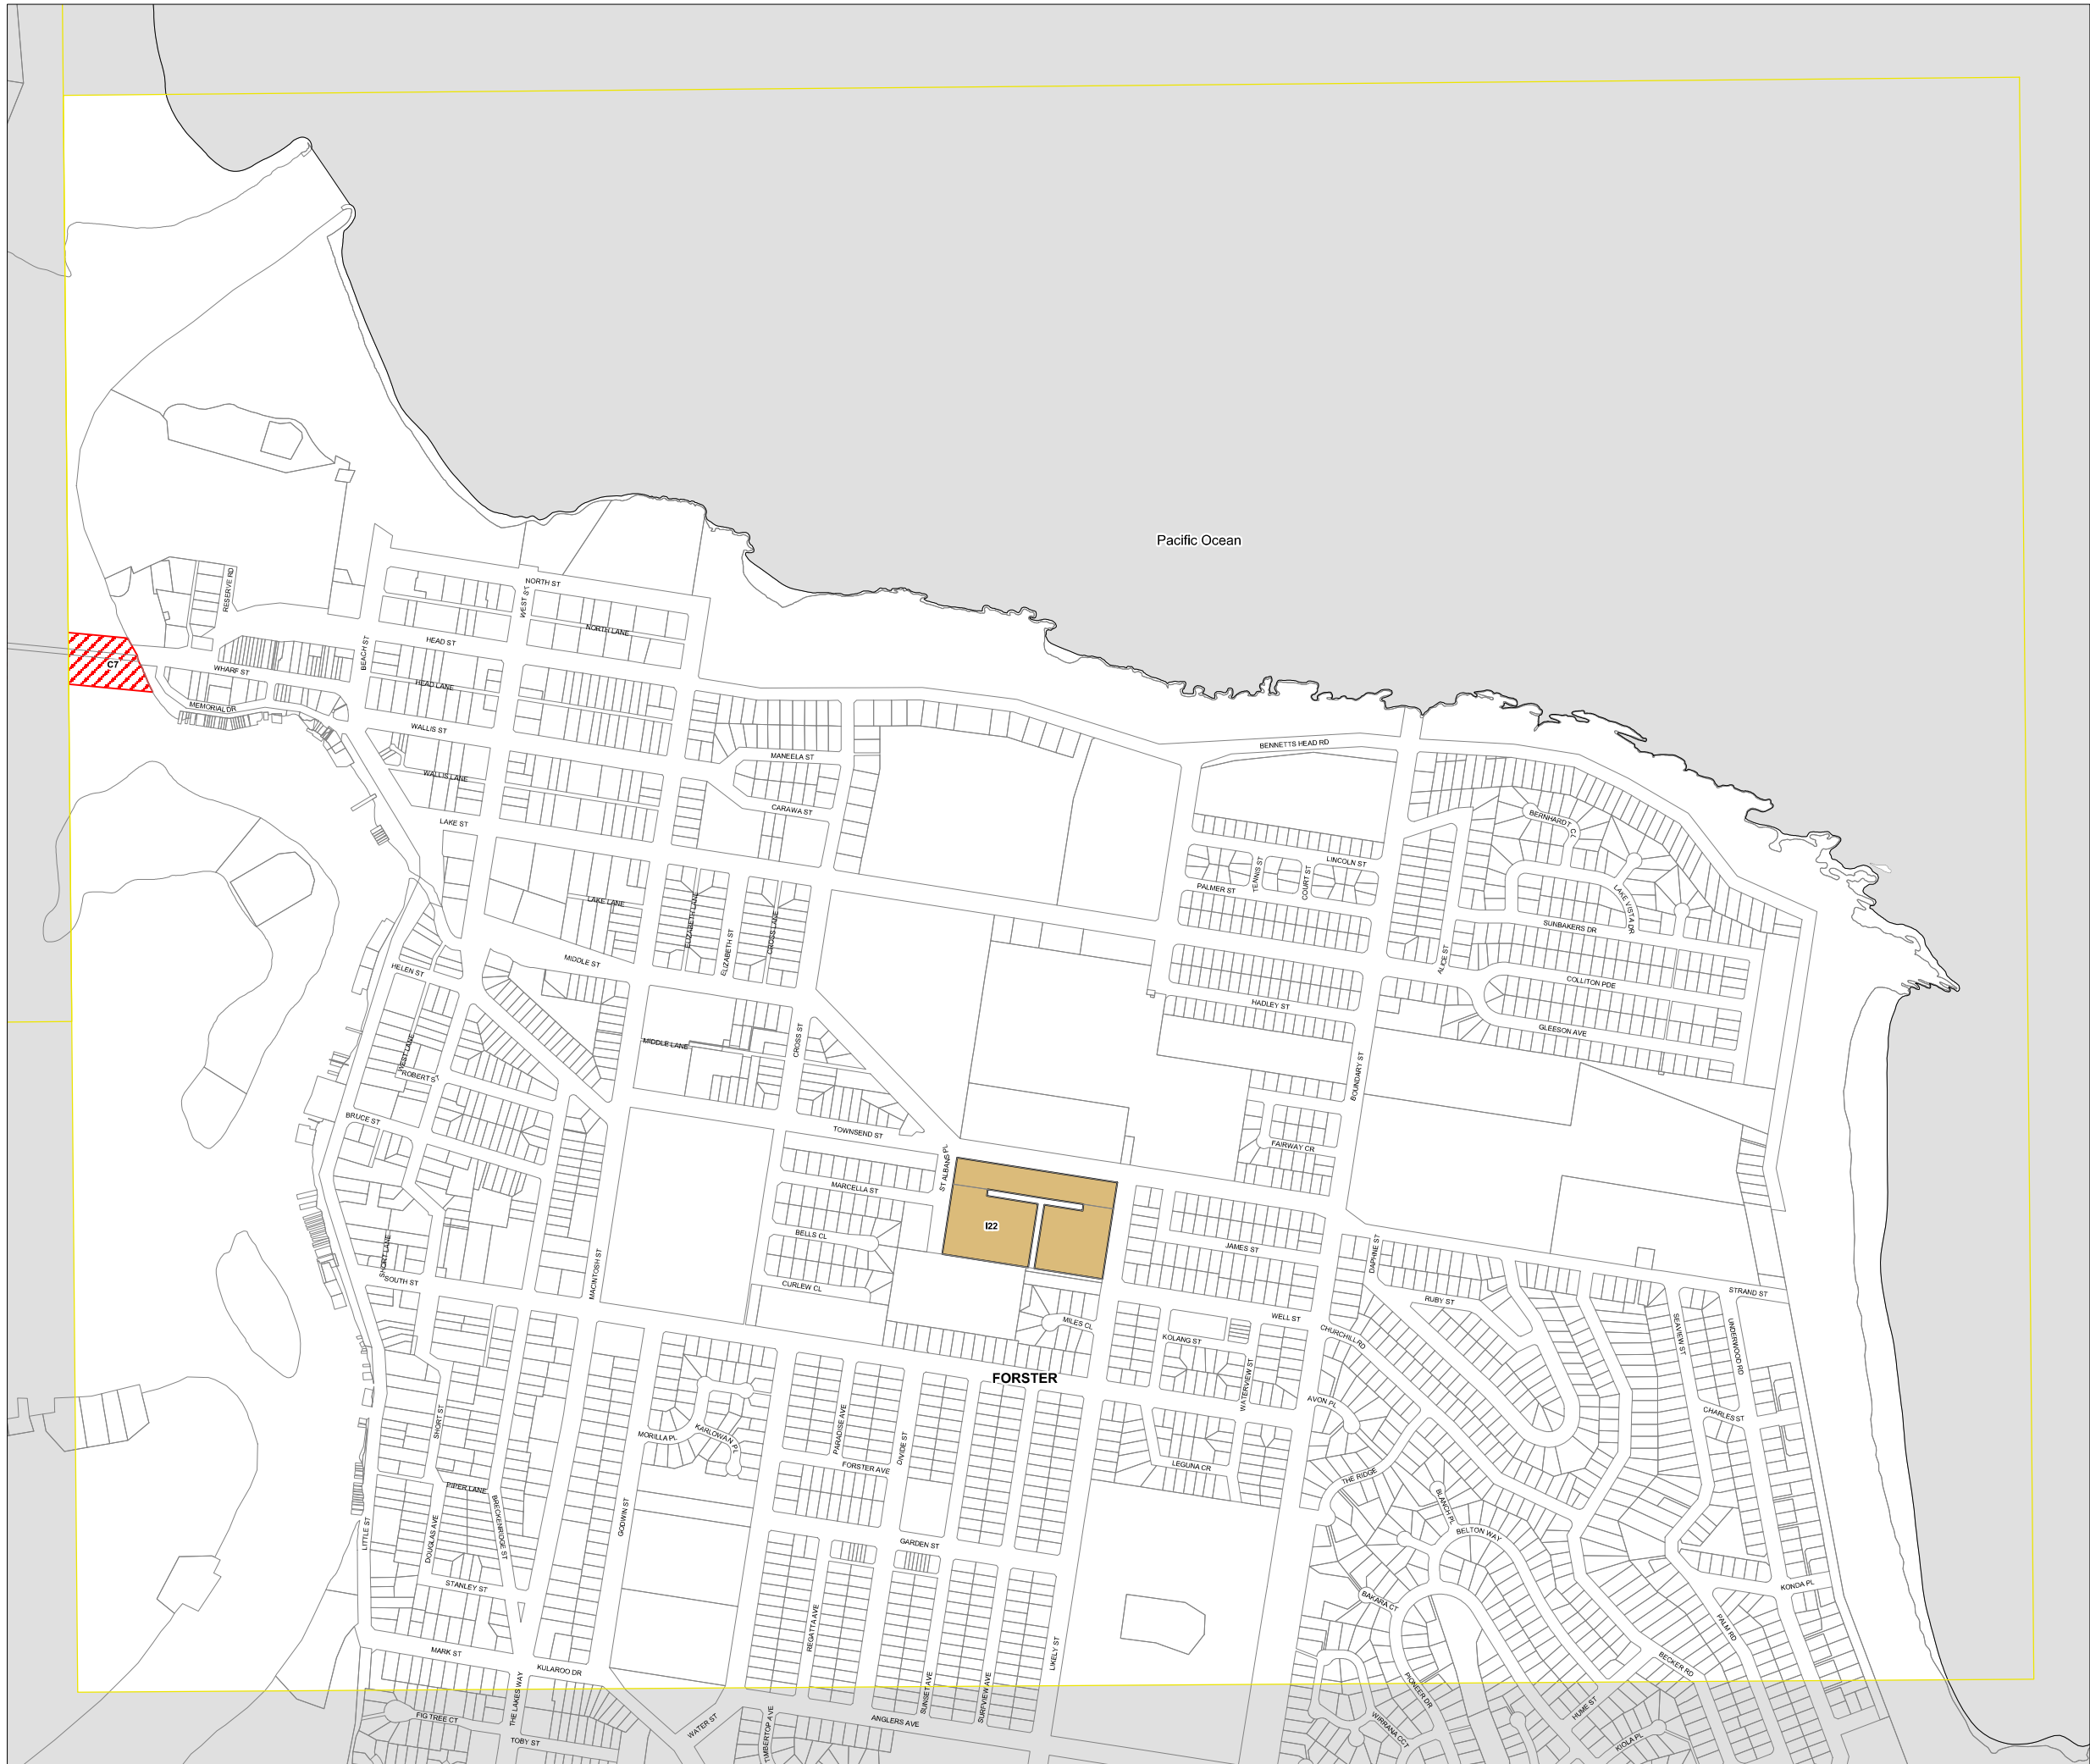 Pacific Ocean
RESERVE RD
NORTH ST
WEST ST
NORTH LANE
HEAD ST
BEACH ST
C7
WHARF ST
HEAD LANE
MEMORIAL DR
WALLIS ST
BENNETTS HEAD RD
MANEELA ST
WALLIS LANE
CARAWA ST
LAKE ST
BERNHARDT CL
LINCOLN ST
TENNIS ST
COURT ST
PALMER ST
LAKE LANE
ELIZABETH LANE
CROSS LANE
LAKE VISTA DR
SUNBAKERS DR
ELIZABETH ST
MIDDLE ST
ALICE ST
HELEN ST
COLLITON PDE
HADLEY ST
GLEESON AVE
WEST LANE
MIDDLE LANE
CROSS ST
ROBERT S
BOUNDARY ST
BRUCE ST
TOWNSEND ST
FAIRWAY CR
ST ALBANS PL
MARCELLA ST
I22
BELLS CL
JAMES ST
SHORT LANE
SOUTH ST
MACINTOSH ST
CURLEW CL
DAPHNE ST
RUBY ST
STRAND ST
WELL ST
MILES CL
KOLANG ST
CHURCHILL RD
SEAVIEW ST
UNDERWOOD RD
FORSTER
WATERVIEW ST
AVON PL
CHARLES ST
SHORT ST
MORILLA PL
KARLOWAN PL
PARADISE AVE
DIVIDE ST
FORSTER AVE
LEGUNA CR
THE RIDGE
PIPER LANE
BLANCH PL
BRECKENRIDGE ST
GODWIN ST
LITTLE ST
DOUGLAS AVE
BELTON WAY
GARDEN ST
STANLEY ST
KONDA PL
BAKARA CT
REGATTA AVE
PALM RD
MARK ST
LIKELY ST
KULAROO DR
BECKER RD
THE LAKES WAY
SUNSET AVE
SURFVIEW AVE
PIONEER DR
HUME ST
FIG TREE CT
WATER ST
ANGLERS AVE
TIMBERTOP AVE
WIRRANA CCT
KIOLA PL
TOBY ST